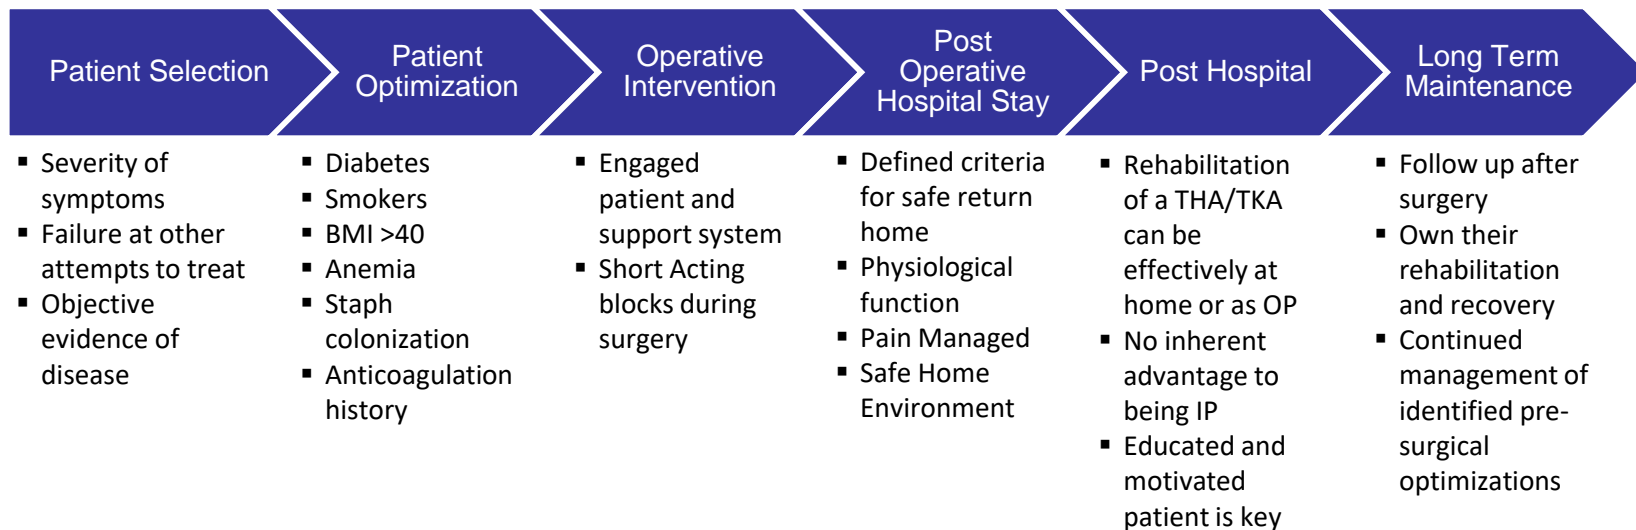 Patient Selection
Patient
Optimization
Operative
Intervention
Post
Operative
Hospital Stay
Post Hospital
Long Term
Maintenance
▪ Severity of
symptoms
▪ Failure at other
attempts to treat
▪ Objective
evidence of
disease
▪ Diabetes
▪ Smokers
▪ BMI >40
▪ Anemia
▪ Staph
colonization
▪ Anticoagulation
history
▪ Engaged
patient and
support system
▪ Short Acting
blocks during
surgery
▪ Defined criteria
for safe return
home
▪ Physiological
function
▪ Pain Managed
▪ Safe Home
Environment
▪ Rehabilitation
of a THA/TKA
can be
effectively at
home or as OP
▪ No inherent
advantage to
being IP
▪ Educated and
motivated
patient is key
▪ Follow up after
surgery
▪ Own their
rehabilitation
and recovery
▪ Continued
management of
identified pre-
surgical
optimizations